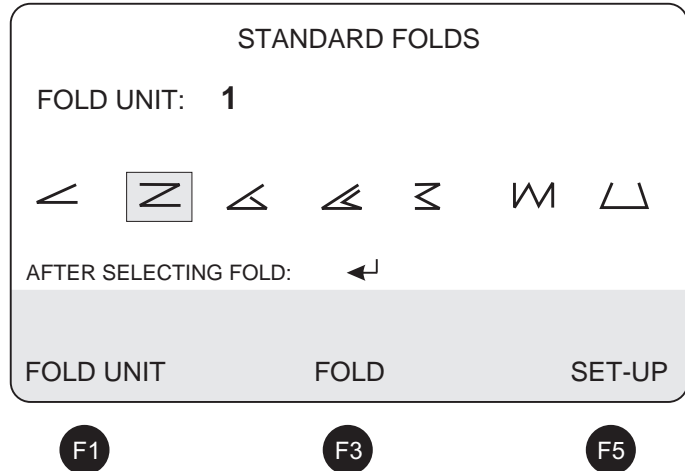 STANDARD FOLDS
FOLD UNIT: 1
AFTER SELECTING FOLD:
FOLD UNIT FOLD SET-UP
F1 F3 F5